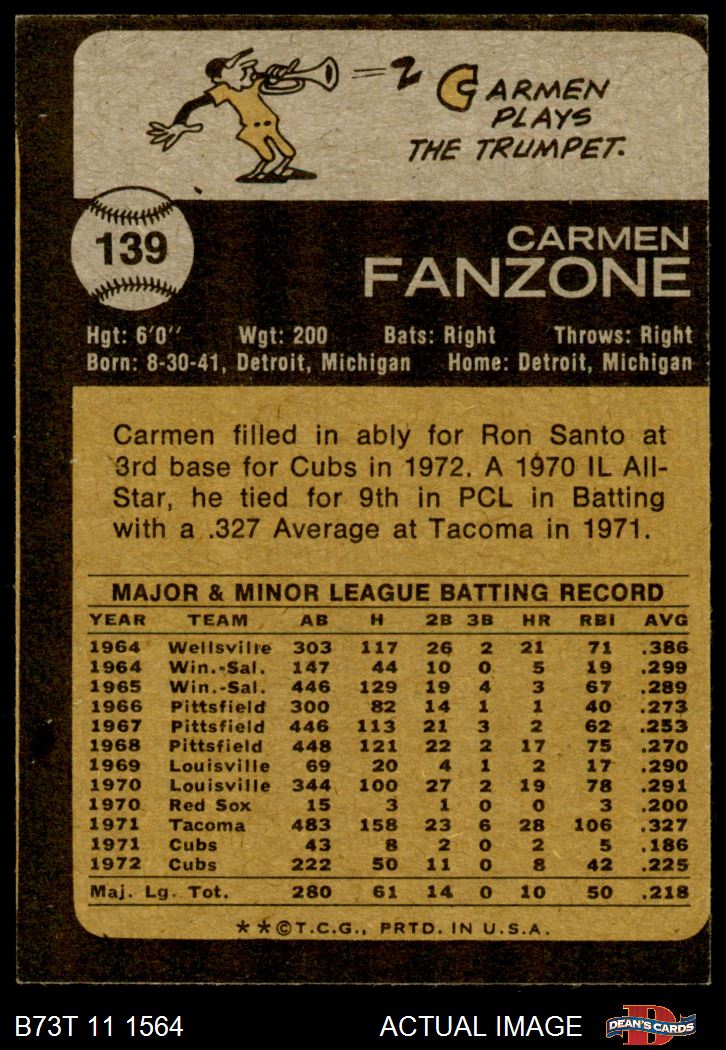 CARMEN
PLAYS
THE TRUMPET.
139
CARMEN
FANZONE
Hgt: 6'0" Wgt: 200 Bats: Right Throws: Right
Born: 8-30-41, Detroit, Michigan Home: Detroit, Michigan
Carmen filled in ably for Ron Santo at
3rd base for Cubs in 1972. A 1970 IL All-
Star, he tied for 9th in PCL in Batting
with a .327 Average at Tacoma in 1971.
MAJOR & MINOR LEAGUE BATTING RECORD
YEAR TEAM AB H 2B 3B HR RBI AVG
1964 Wellsville 303 117 26 2 21 71 .386
1964 Win.-Sal. 147 44 10 0 5 19 .299
1965 Win.-Sal. 446 129 19 4 3 67 .289
1966 Pittsfield 300 82 14 1 1 40 .273
1967 Pittsfield 446 113 21 3 2 62 .253
1968 Pittsfield 448 121 22 2 17 75 .270
1969 Louisville 69 20 4 1 2 17 .290
1970 Louisville 344 100 27 2 19 78 .291
1970 Red Sox 15 3 1 0 0 3 .200
1971 Tacoma 483 158 23 6 28 106 .327
1971 Cubs 43 8 2 0 2 5 .186
1972 Cubs 222 50 11 0 8 42 .225
Maj. Lg. Tot. 280 61 14 0 10 50 .218
**©T.C.G., PRTD. IN U.S.A.
B73T 11 1564 ACTUAL IMAGE D DEAN'S CARDS